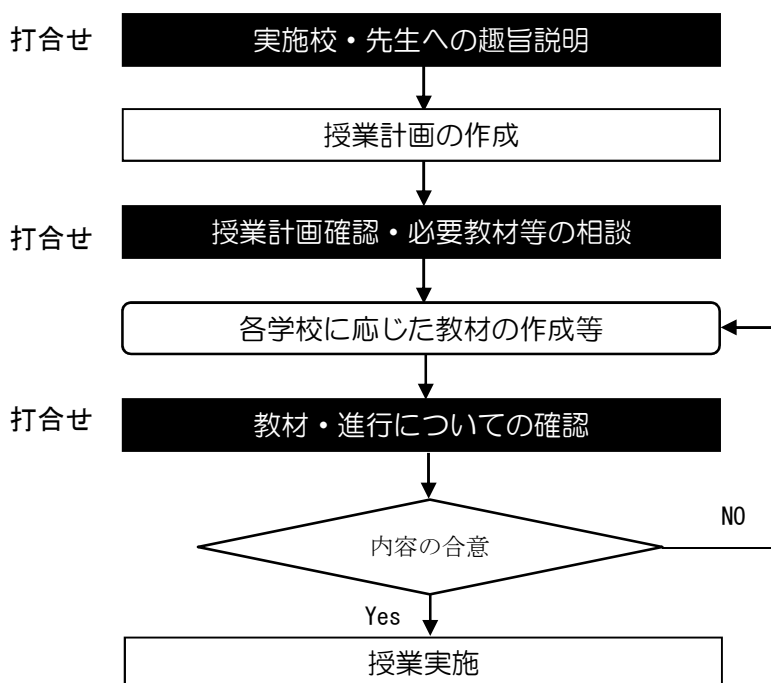 打合せ
実施校・先生への趣旨説明
授業計画の作成
打合せ
授業計画確認・必要教材等の相談
各学校に応じた教材の作成等
打合せ
教材・進行についての確認
内容の合意
NO
Yes
授業実施